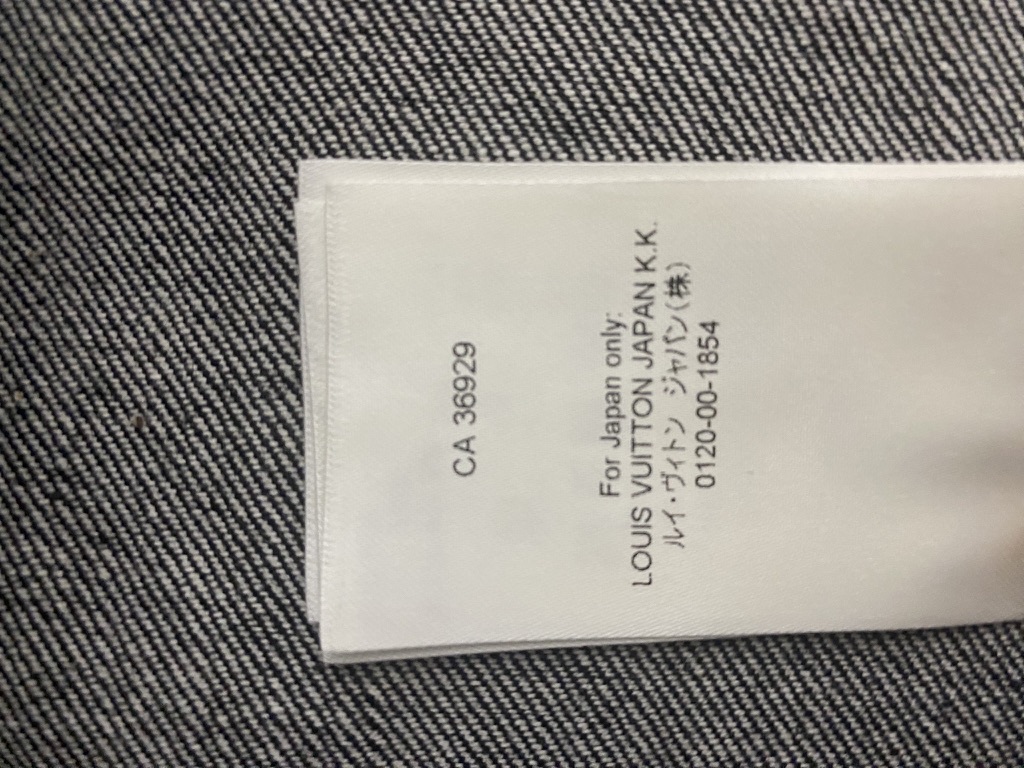 CA 36929
For Japan only:
LOUIS VUITTON JAPAN K.K.
ルイ・ヴィトン ジャパン(株)
0120-00-1854